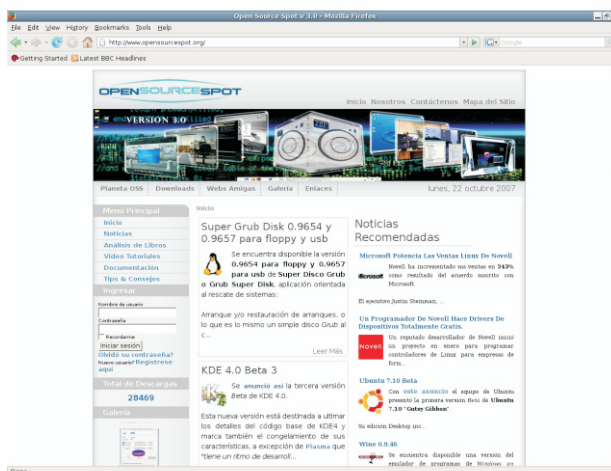 Open Source Spot v 3.0 - Mozilla Firefox
File Edit View History Bookmarks Tools Help
http://www.opensourcespot.org/
Google
Getting Started Latest BBC Headlines
OPENSOURCESPOT
Inicio Nosotros Contáctenos Mapa del Sitio
VERSION 3.0
Planeta OSS Downloads Webs Amigas Galeria Enlaces
lunes, 22 octubre 2007
Menú Principal
Inicio
Noticias
Análisis de Libros
Video Tutoriales
Documentación
Tips & Consejos
Ingresar
Nombre de usuario
Contraseña
Recordarme
Iniciar sesión
Olvidó su contraseña?
Nuevo usuario? Regístrese
aquí
Total de Descargas
28469
Galería
Inicio
Super Grub Disk 0.9654 y
0.9657 para floppy y usb
Se encuentra disponible la versión
0.9654 para floppy y 0.9657
para usb de Super Disco Grub
o Grub Super Disk, aplicación orientada
al rescate de sistemas:
Arranque y/o restauración de arranques, o
lo que es lo mismo un simple disco Grub al
c...
Leer Más
KDE 4.0 Beta 3
Se anunció así la tercera versión
Beta de KDE 4.0.
Esta nueva versión está destinada a ultimar
los detalles del código base de KDE4 y
marca también el congelamiento de sus
características, a excepción de Plasma que
"tiene un ritmo de desaroll...
Noticias
Recomendadas
Microsoft Potencia Las Ventas Linux De Novell
Novell ha incrementado sus ventas en 243%
como resultado del acuerdo suscrito con
Microsoft.
Microsoft
El ejecutivo Justin Steinman, ...
Un Programador De Novell Hace Drivers De
Dispositivos Totalmente Gratis.
Un reputado desarrollador de Novell inició
un proyecto en enero para programar
controladores de Linux para empresas de
form...
Novell
Ubuntu 7.10 Beta
Con este anuncio el equipo de Ubuntu
presentó la primera versión Beta de Ubuntu
7.10 "Gutsy Gibbon".
Su edicion Desktop inc...
Wine 0.9.46
Se encuentra disponible una versión del
emulador de programas de Windows en